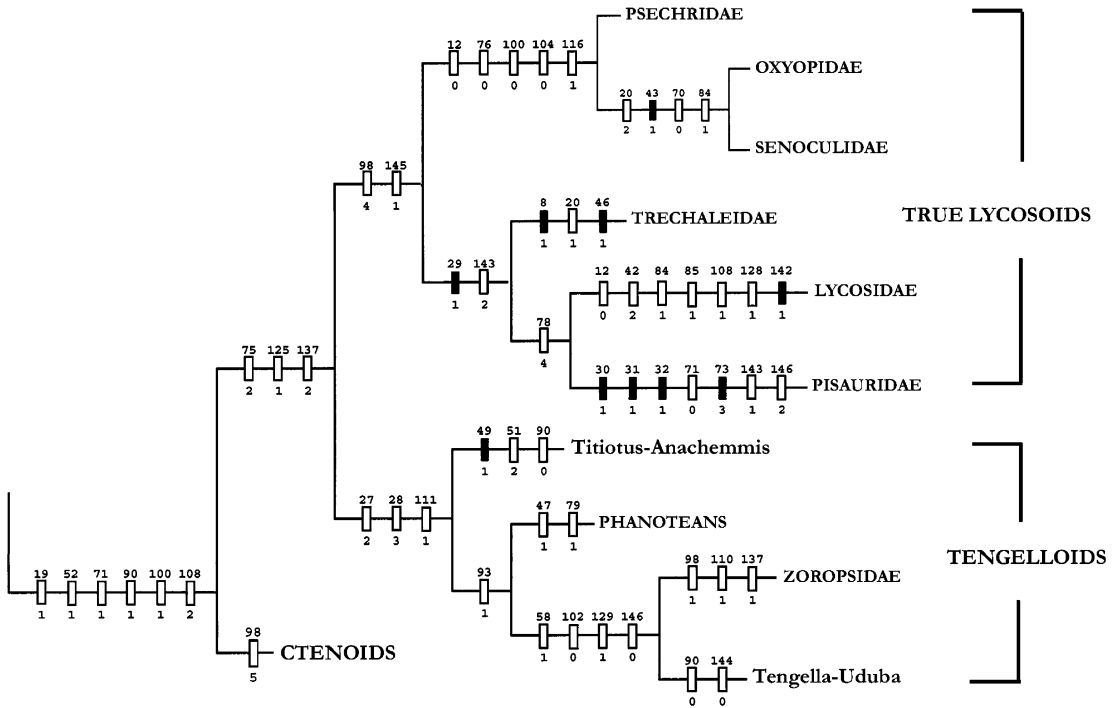 PSECHRIDAE
12 76 100 104 116
0 0 0 0 1
OXYOPIDAE
20 43 70 84
2 1 0 1
SENOCULIDAE
98 145
4 1
TRUE LYCOSOIDS
8 20 46
1 1 1
TRECHALEIDAE
29 143
1 2
12 42 84 85 108 128 142
0 2 1 1 1 1 1
LYCOSIDAE
78
4
30 31 32 71 73 143 146
1 1 1 0 3 1 2
PISAURIDAE
75 125 137
2 1 2
49 51 90
1 2 0
Titiotus-Anachemmis
27 28 111
2 3 1
47 79
1 1
PHANOTEANS
TENGELLOIDS
93
1
98 110 137
1 1 1
ZOROPSIDAE
19 52 71 90 100 108
1 1 1 1 1 2
58 102 129 146
1 0 1 0
98
5
CTENOIDS
90 144
0 0
Tengella-Uduba